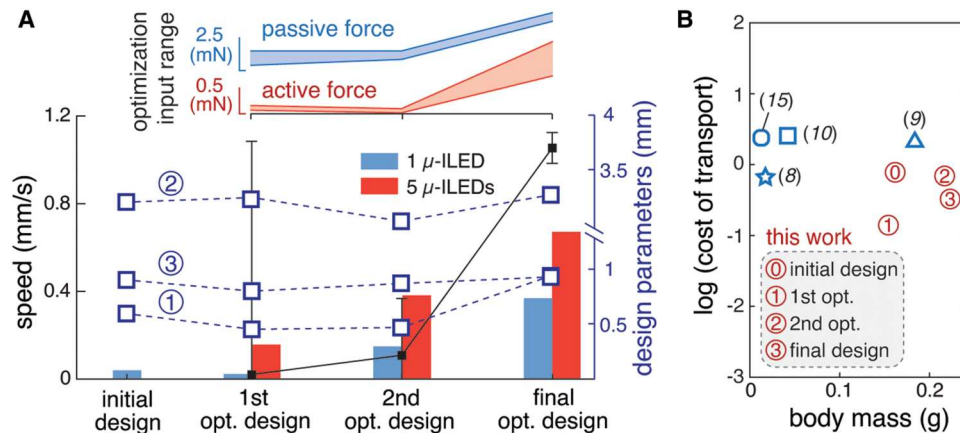 A
optimization
input range
2.5
(mN)
passive force
0.5
(mN)
active force
speed (mm/s)
1.2
0.8
0.4
0
1 μ-ILED
5 μ-ILEDs
②
③
①
4
3.5
1
0.5
design parameters (mm)
initial
design
1st
opt. design
2nd
opt. design
final
opt. design
B
log (cost of transport)
2
1
0
-1
-2
-3
(15)
(10)
(9)
(8)
⓪
②
③
①
this work
⓪ initial design
① 1st opt.
② 2nd opt.
③ final design
0
0.1
0.2
body mass (g)